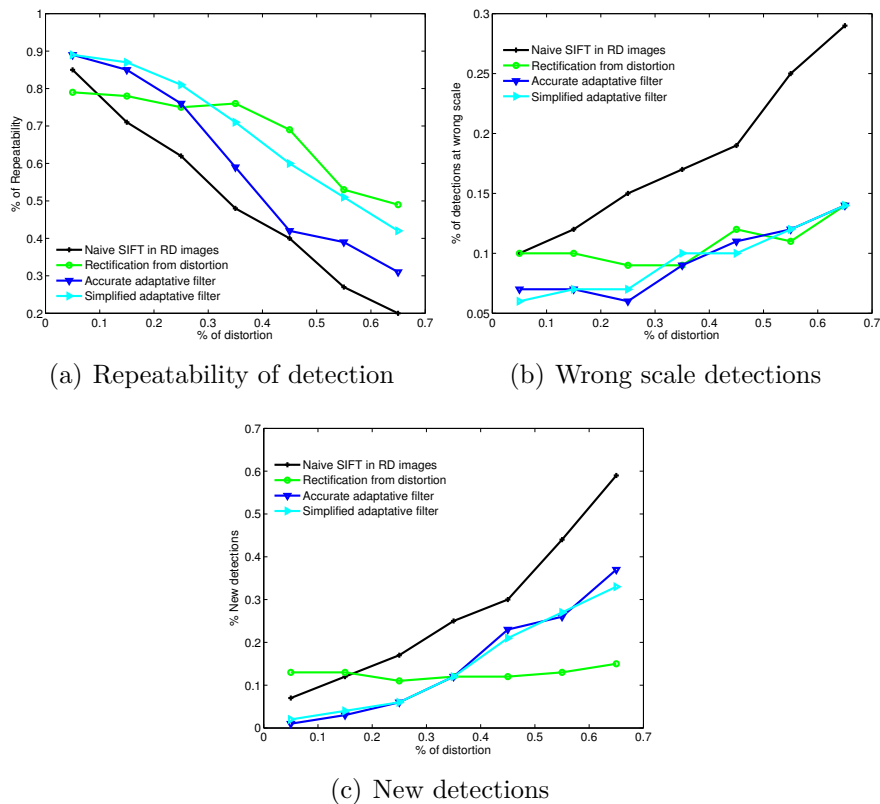 1
0.9
0.8
0.7
0.6
0.5
0.4
0.3
0.2
% of Repeatability
Naive SIFT in RD images
Rectification from distortion
Accurate adaptative filter
Simplified adaptative filter
0 0.1 0.2 0.3 0.4 0.5 0.6 0.7
% of distortion
(a) Repeatability of detection
0.3
0.25
0.2
0.15
0.1
0.05
% of detections at wrong scale
Naive SIFT in RD images
Rectification from distortion
Accurate adaptative filter
Simplified adaptative filter
0 0.1 0.2 0.3 0.4 0.5 0.6 0.7
% of distortion
(b) Wrong scale detections
0.7
0.6
0.5
0.4
0.3
0.2
0.1
0
% New detections
Naive SIFT in RD images
Rectification from distortion
Accurate adaptative filter
Simplified adaptative filter
0 0.1 0.2 0.3 0.4 0.5 0.6 0.7
% of distortion
(c) New detections